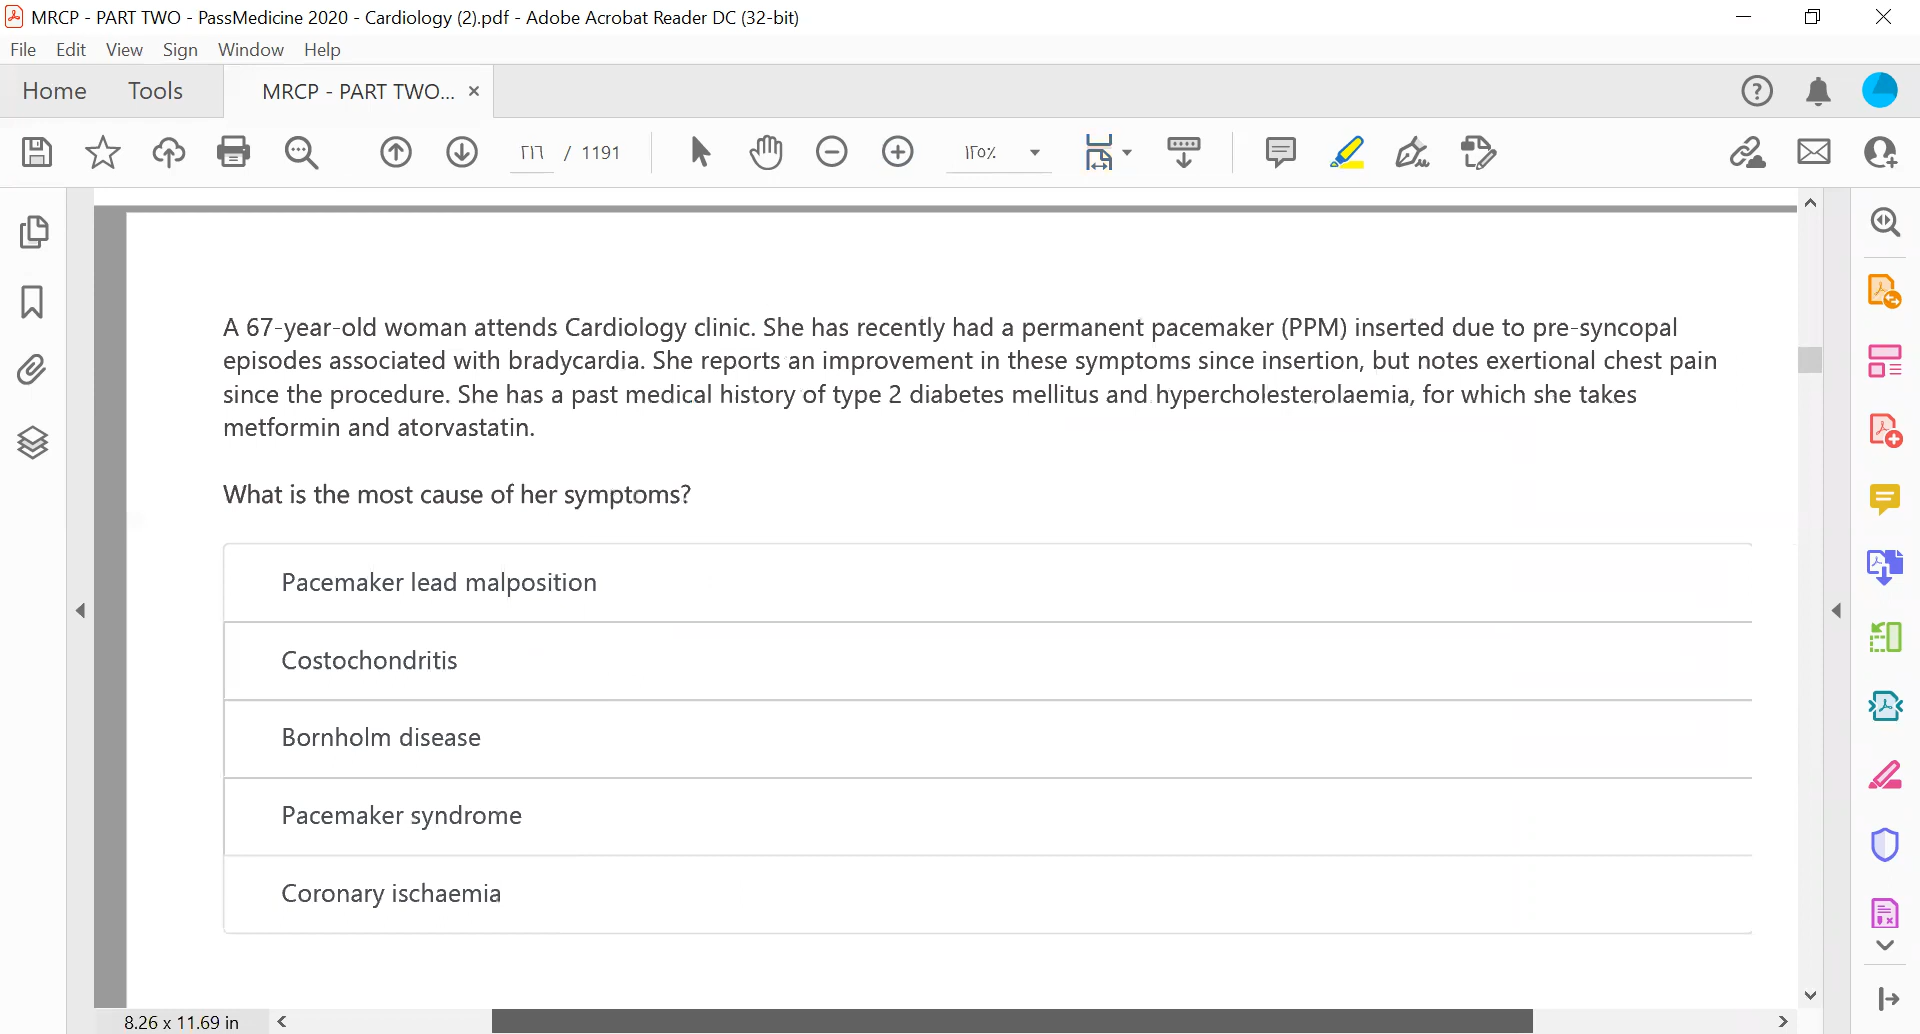 MRCP - PART TWO - PassMedicine 2020 - Cardiology (2).pdf - Adobe Acrobat Reader DC (32-bit)
File Edit View Sign Window Help
Home Tools MRCP - PART TWO... ×
٢١٦ / 1191 ١٢٥٪
A 67-year-old woman attends Cardiology clinic. She has recently had a permanent pacemaker (PPM) inserted due to pre-syncopal
episodes associated with bradycardia. She reports an improvement in these symptoms since insertion, but notes exertional chest pain
since the procedure. She has a past medical history of type 2 diabetes mellitus and hypercholesterolaemia, for which she takes
metformin and atorvastatin.
What is the most cause of her symptoms?
Pacemaker lead malposition
Costochondritis
Bornholm disease
Pacemaker syndrome
Coronary ischaemia
8.26 x 11.69 in